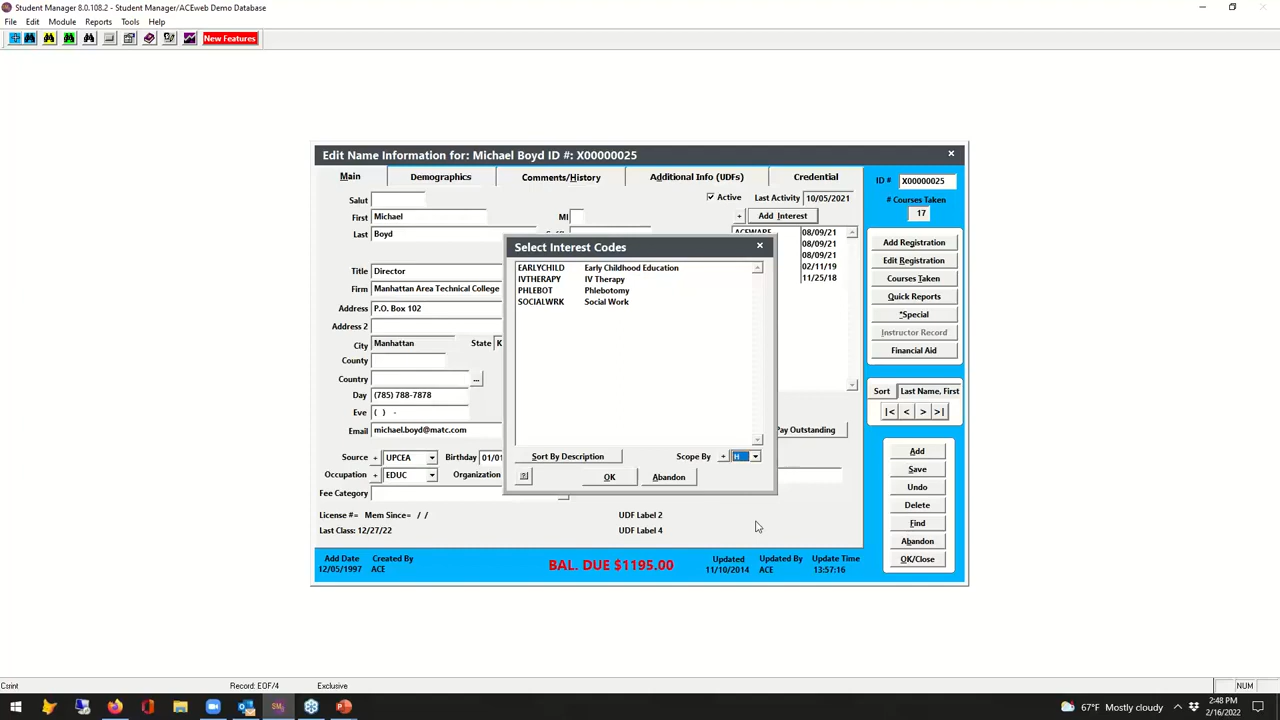 Student Manager 8.0.108.2 - Student Manager/ACEweb Demo Database
File Edit Module Reports Tools Help
New Features
Edit Name Information for: Michael Boyd ID #: X00000025
Main Demographics Comments/History Additional Info (UDFs) Credential
ID # X00000025
Salut
Active Last Activity 10/05/2021
# Courses Taken
17
First Michael MI
+ Add Interest
Last Boyd
ACEWARE 08/09/21
08/09/21
08/09/21
02/11/19
11/25/18
Select Interest Codes
EARLYCHILD Early Childhood Education
IVTHERAPY IV Therapy
PHLEBOT Phlebotomy
SOCIALWRK Social Work
Sort By Description Scope By + H
OK Abandon
Title Director
Firm Manhattan Area Technical College
Address P.O. Box 102
Address 2
City Manhattan State K
County
Country ...
Day (785) 788-7878
Eve ( ) -
Email michael.boyd@matc.com
Pay Outstanding
Source + UPCEA Birthday 01/01
Occupation + EDUC Organization
Fee Category
License #= Mem Since= / / UDF Label 2
Last Class: 12/27/22 UDF Label 4
Add Date Created By
12/05/1997 ACE
BAL. DUE $1195.00
Updated Updated By Update Time
11/10/2014 ACE 13:57:16
Add Registration
Edit Registration
Courses Taken
Quick Reports
*Special
Instructor Record
Financial Aid
Sort Last Name, First
|< < > >|
Add
Save
Undo
Delete
Find
Abandon
OK/Close
Csrint Record: EOF/4 Exclusive NUM
67°F Mostly cloudy
2:48 PM
2/16/2022